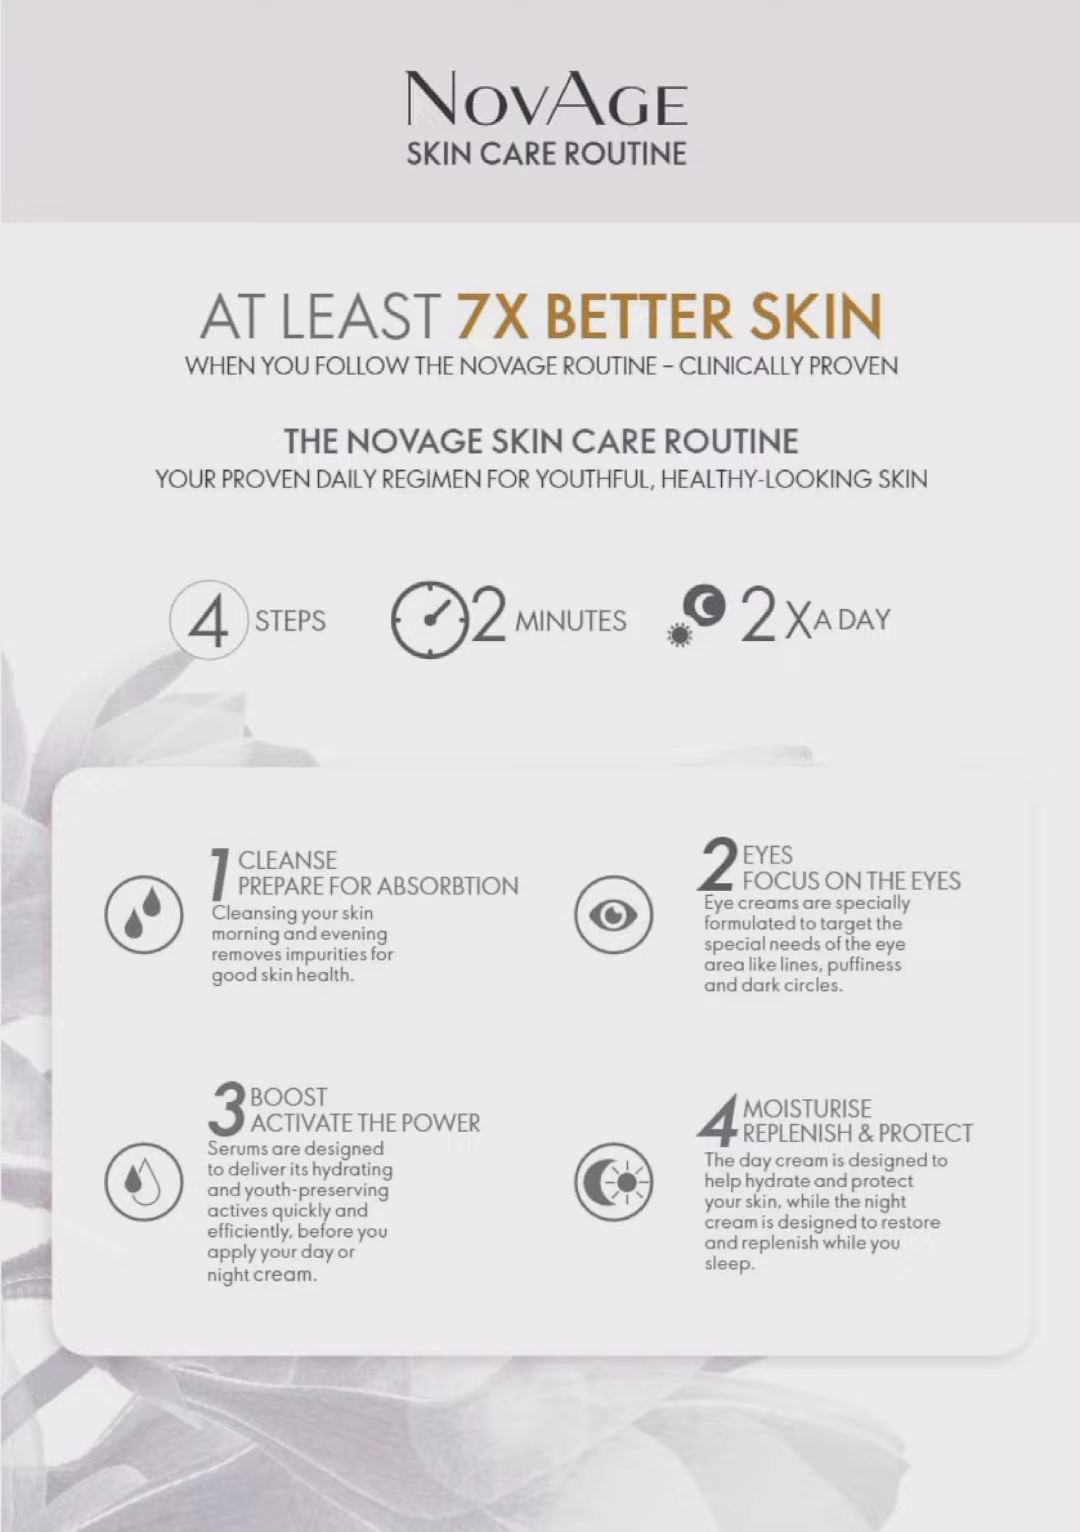 NOVAGE
SKIN CARE ROUTINE
AT LEAST 7X BETTER SKIN
WHEN YOU FOLLOW THE NOVAGE ROUTINE – CLINICALLY PROVEN
THE NOVAGE SKIN CARE ROUTINE
YOUR PROVEN DAILY REGIMEN FOR YOUTHFUL, HEALTHY-LOOKING SKIN
4 STEPS
2 MINUTES
2 X A DAY
1 CLEANSE
PREPARE FOR ABSORBTION
Cleansing your skin
morning and evening
removes impurities for
good skin health.
2 EYES
FOCUS ON THE EYES
Eye creams are specially
formulated to target the
special needs of the eye
area like lines, puffiness
and dark circles.
3 BOOST
ACTIVATE THE POWER
Serums are designed
to deliver its hydrating
and youth-preserving
actives quickly and
efficiently, before you
apply your day or
night cream.
4 MOISTURISE
REPLENISH & PROTECT
The day cream is designed to
help hydrate and protect
your skin, while the night
cream is designed to restore
and replenish while you
sleep.